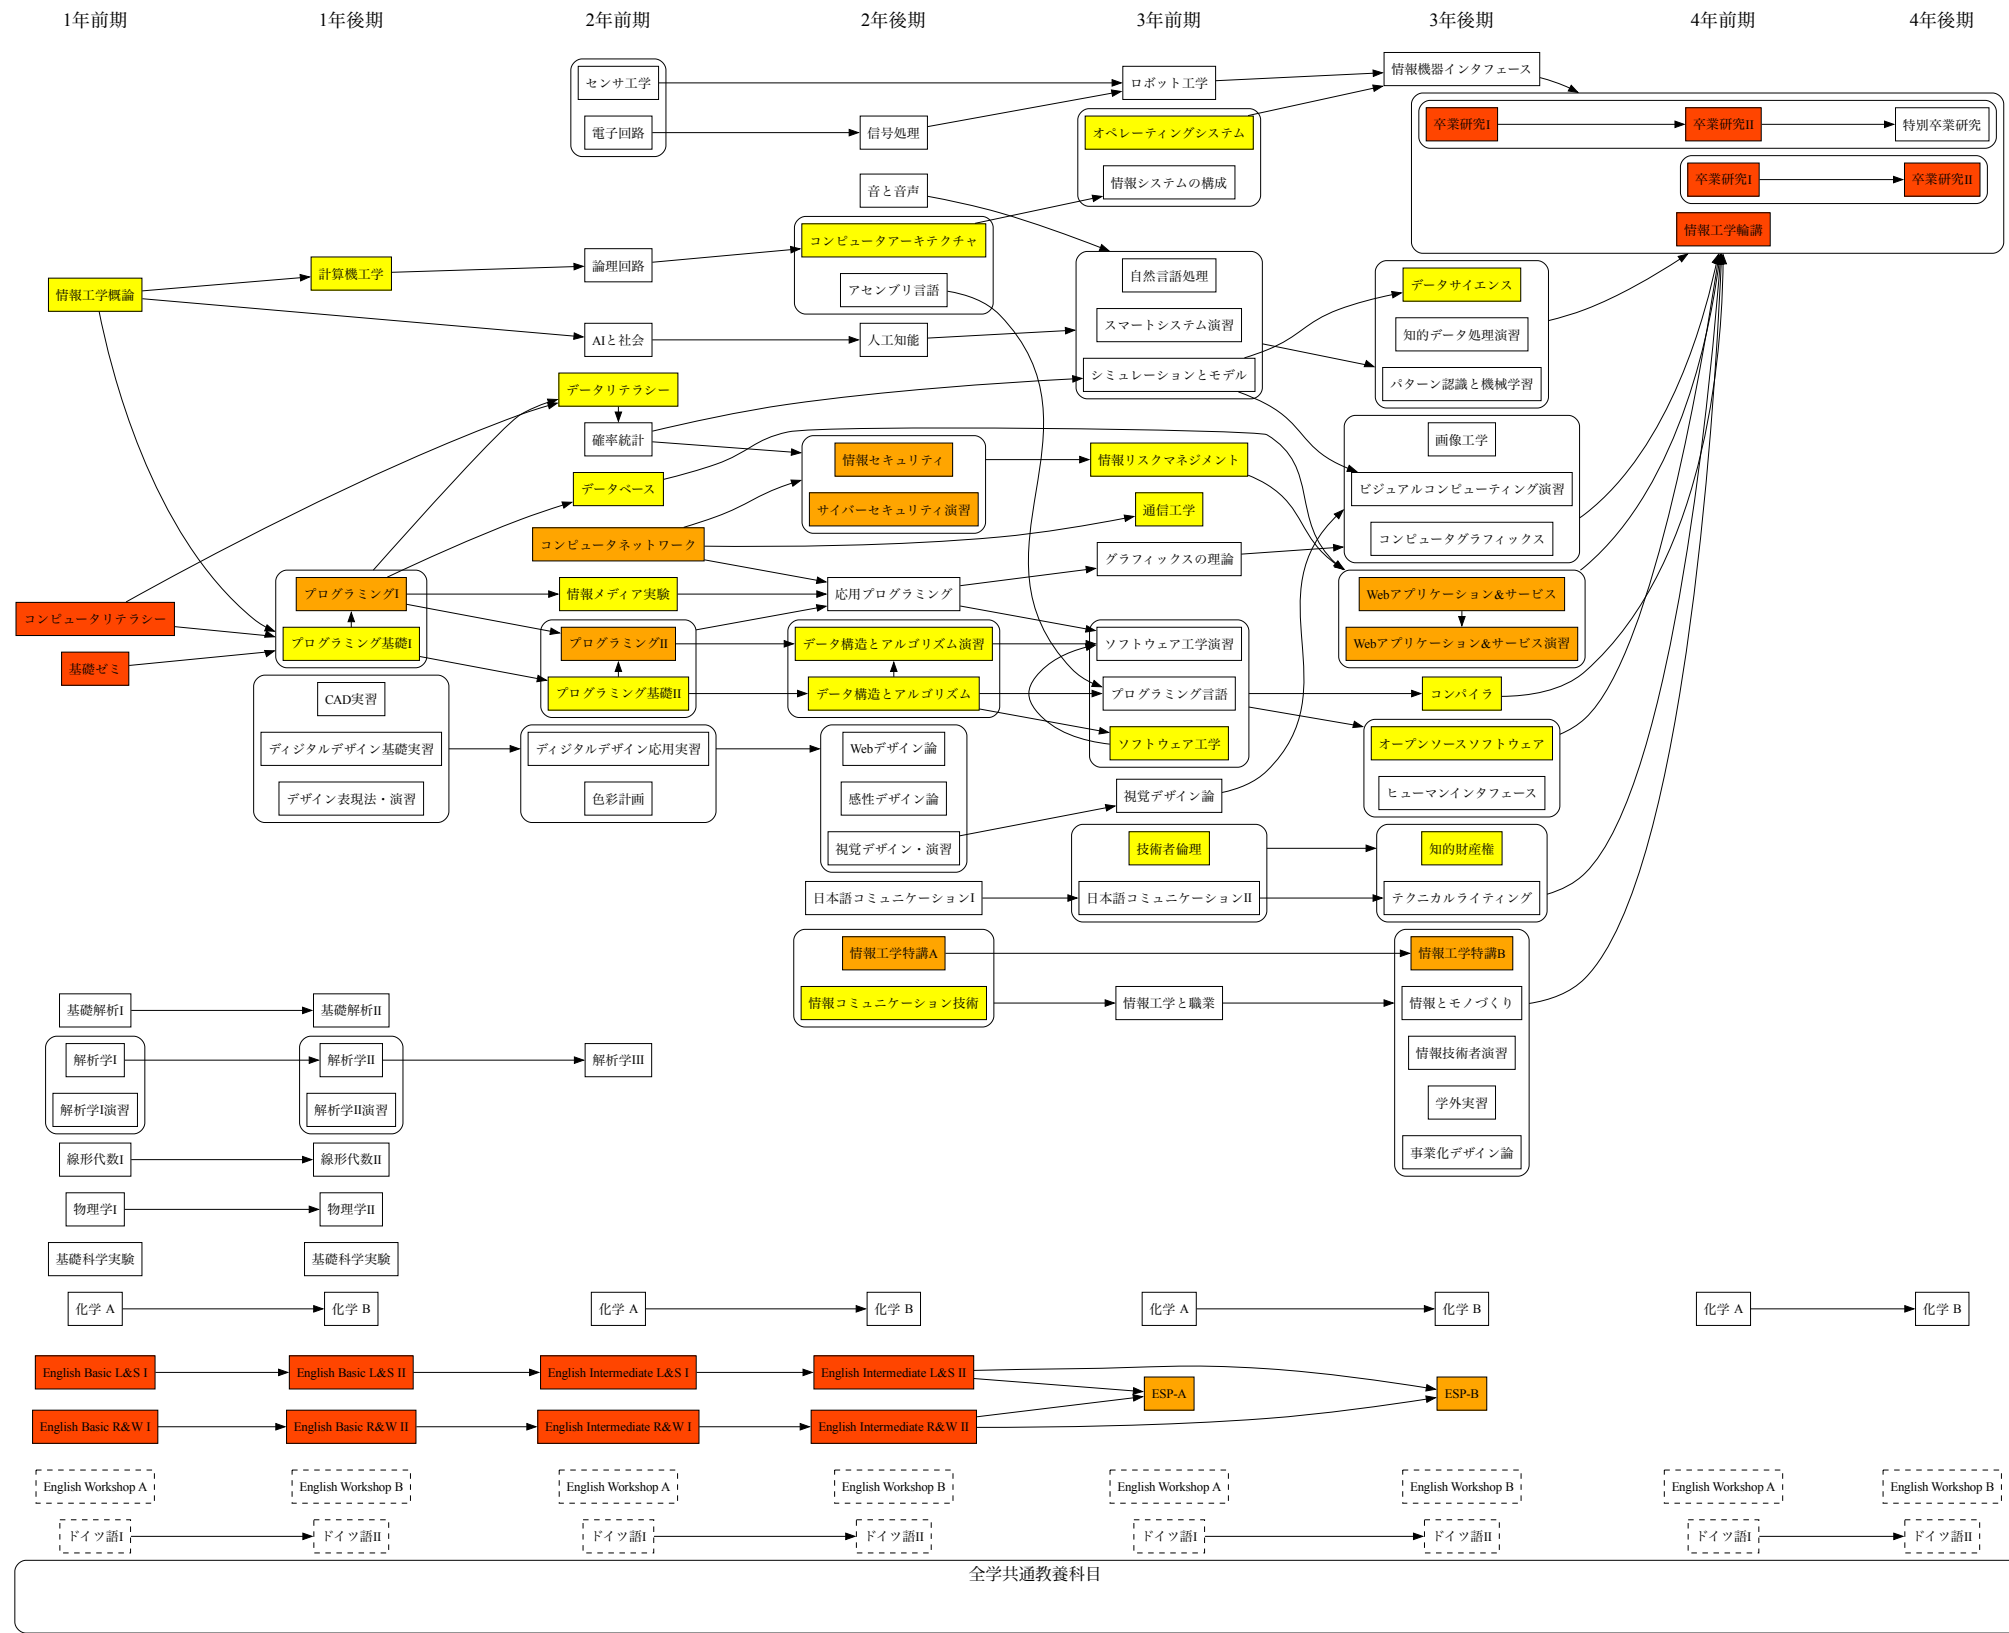 1年前期
1年後期
2年前期
2年後期
3年前期
3年後期
4年前期
4年後期
センサ工学
ロボット工学
情報機器インタフェース
電子回路
信号処理
オペレーティングシステム
卒業研究I
卒業研究II
特別卒業研究
音と音声
情報システムの構成
卒業研究I
卒業研究II
情報工学輪講
情報工学概論
計算機工学
論理回路
コンピュータアーキテクチャ
アセンブリ言語
自然言語処理
スマートシステム演習
シミュレーションとモデル
データサイエンス
知的データ処理演習
パターン認識と機械学習
AIと社会
人工知能
データリテラシー
確率統計
データベース
情報セキュリティ
サイバーセキュリティ演習
情報リスクマネジメント
通信工学
画像工学
ビジュアルコンピューティング演習
コンピュータグラフィックス
コンピュータネットワーク
グラフィックスの理論
コンピュータリテラシー
基礎ゼミ
プログラミングI
プログラミング基礎I
情報メディア実験
応用プログラミング
プログラミングII
プログラミング基礎II
データ構造とアルゴリズム演習
データ構造とアルゴリズム
ソフトウェア工学演習
プログラミング言語
ソフトウェア工学
Webアプリケーション&サービス
Webアプリケーション&サービス演習
コンパイラ
オープンソースソフトウェア
ヒューマンインタフェース
CAD実習
ディジタルデザイン基礎実習
デザイン表現法・演習
ディジタルデザイン応用実習
色彩計画
Webデザイン論
感性デザイン論
視覚デザイン・演習
視覚デザイン論
技術者倫理
知的財産権
日本語コミュニケーションI
日本語コミュニケーションII
テクニカルライティング
情報工学特講A
情報コミュニケーション技術
情報工学と職業
情報工学特講B
情報とモノづくり
情報技術者演習
学外実習
事業化デザイン論
基礎解析I
基礎解析II
解析学I
解析学II
解析学III
解析学I演習
解析学II演習
線形代数I
線形代数II
物理学I
物理学II
基礎科学実験
基礎科学実験
化学 A
化学 B
化学 A
化学 B
化学 A
化学 B
化学 A
化学 B
English Basic L&S I
English Basic L&S II
English Intermediate L&S I
English Intermediate L&S II
ESP-A
ESP-B
English Basic R&W I
English Basic R&W II
English Intermediate R&W I
English Intermediate R&W II
English Workshop A
English Workshop B
English Workshop A
English Workshop B
English Workshop A
English Workshop B
English Workshop A
English Workshop B
ドイツ語I
ドイツ語II
ドイツ語I
ドイツ語II
ドイツ語I
ドイツ語II
ドイツ語I
ドイツ語II
全学共通教養科目